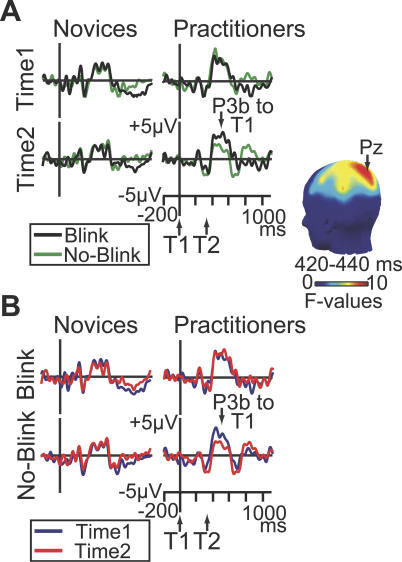 A
Novices Practitioners
Time1
P3b to
T1
+5µV
Time2
-5µV
-200 1000
ms
T1 T2
Blink
No-Blink
Pz
420-440 ms
0 10
F-values
B
Novices Practitioners
Blink
P3b to
T1
+5µV
No-Blink
-5µV
-200 1000
ms
T1 T2
Time1
Time2